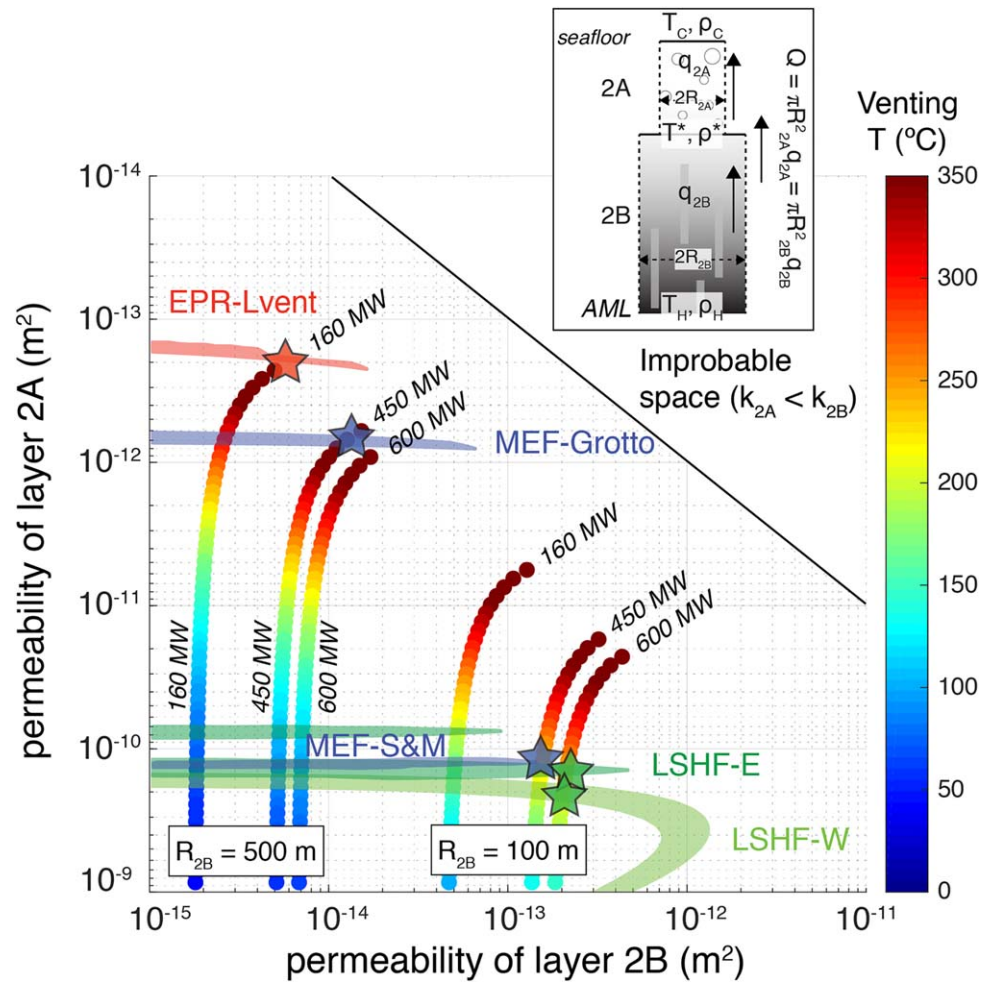 T_C, ρ_C
seafloor
q_2A
2A
2R_2A
T*, ρ*
q_2B
2B
2R_2B
AML
T_H, ρ_H
Q = πR²_2A q_2A = πR²_2B q_2B
Venting
T (ºC)
350
300
250
200
150
100
50
0
Improbable
space (k_2A < k_2B)
10⁻¹⁴
10⁻¹³
10⁻¹²
10⁻¹¹
10⁻¹⁰
10⁻⁹
permeability of layer 2A (m²)
EPR-Lvent
160 MW
450 MW
600 MW
MEF-Grotto
160 MW
450 MW
600 MW
160 MW
450 MW
600 MW
MEF-S&M
LSHF-E
LSHF-W
R_2B = 500 m
R_2B = 100 m
10⁻¹⁵
10⁻¹⁴
10⁻¹³
10⁻¹²
10⁻¹¹
permeability of layer 2B (m²)